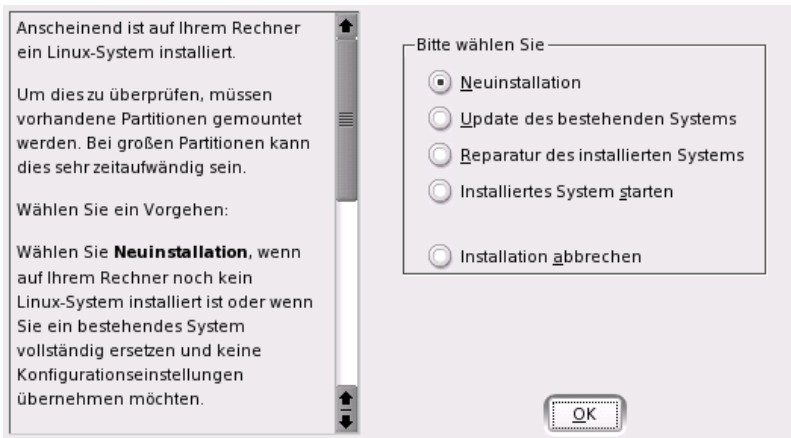 Anscheinend ist auf Ihrem Rechner
ein Linux-System installiert.
Um dies zu überprüfen, müssen
vorhandene Partitionen gemountet
werden. Bei großen Partitionen kann
dies sehr zeitaufwändig sein.
Wählen Sie ein Vorgehen:
Wählen Sie Neuinstallation, wenn
auf Ihrem Rechner noch kein
Linux-System installiert ist oder wenn
Sie ein bestehendes System
vollständig ersetzen und keine
Konfigurationseinstellungen
übernehmen möchten.
Bitte wählen Sie
Neuinstallation
Update des bestehenden Systems
Reparatur des installierten Systems
Installiertes System starten
Installation abbrechen
OK